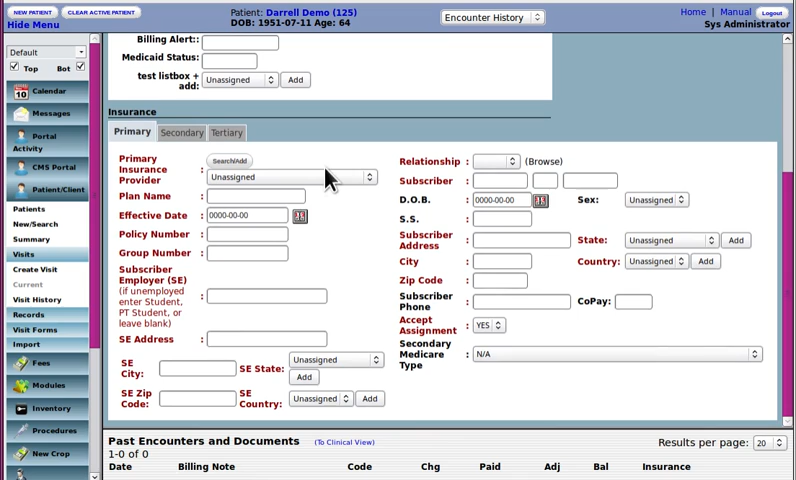 NEW PATIENT CLEAR ACTIVE PATIENT
Hide Menu
Patient: Darrell Demo (125)
DOB: 1951-07-11 Age: 64
Encounter History
Home | Manual Logout
Sys Administrator
Default
Top Bot
10 Calendar
Messages
Portal
Activity
CMS Portal
Patient/Client
Patients
New/Search
Summary
Visits
Create Visit
Current
Visit History
Records
Visit Forms
Import
Fees
Modules
Inventory
Procedures
New Crop
Billing Alert::
Medicaid Status:
test listbox +
add: Unassigned Add
Insurance
Primary Secondary Tertiary
Primary
Insurance
Provider : Search/Add
Unassigned
Plan Name :
Effective Date : 0000-00-00
Policy Number :
Group Number :
Subscriber
Employer (SE)
(if unemployed :
enter Student,
PT Student, or
leave blank)
SE Address :
SE
City: SE State: Unassigned
Add
SE Zip
Code: SE
Country: Unassigned Add
Relationship : (Browse)
Subscriber :
D.O.B. : 0000-00-00 Sex: Unassigned
S.S. :
Subscriber
Address : State: Unassigned Add
City : Country: Unassigned Add
Zip Code :
Subscriber
Phone : CoPay:
Accept
Assignment : YES
Secondary
Medicare
Type : N/A
Past Encounters and Documents (To Clinical View) Results per page: 20
1-0 of 0
Date Billing Note Code Chg Paid Adj Bal Insurance